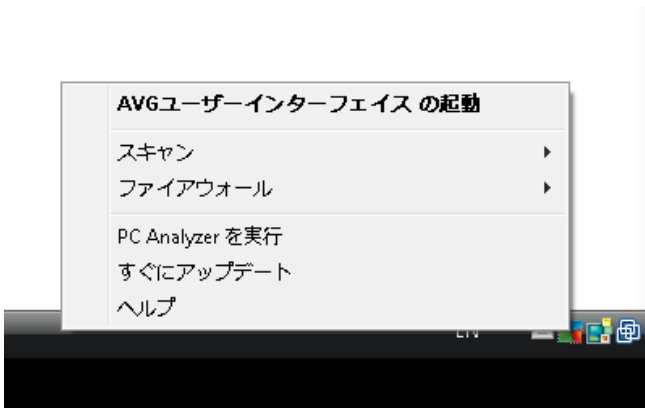 AVGユーザーインターフェイス の起動
スキャン
ファイアウォール
PC Analyzer を実行
すぐにアップデート
ヘルプ